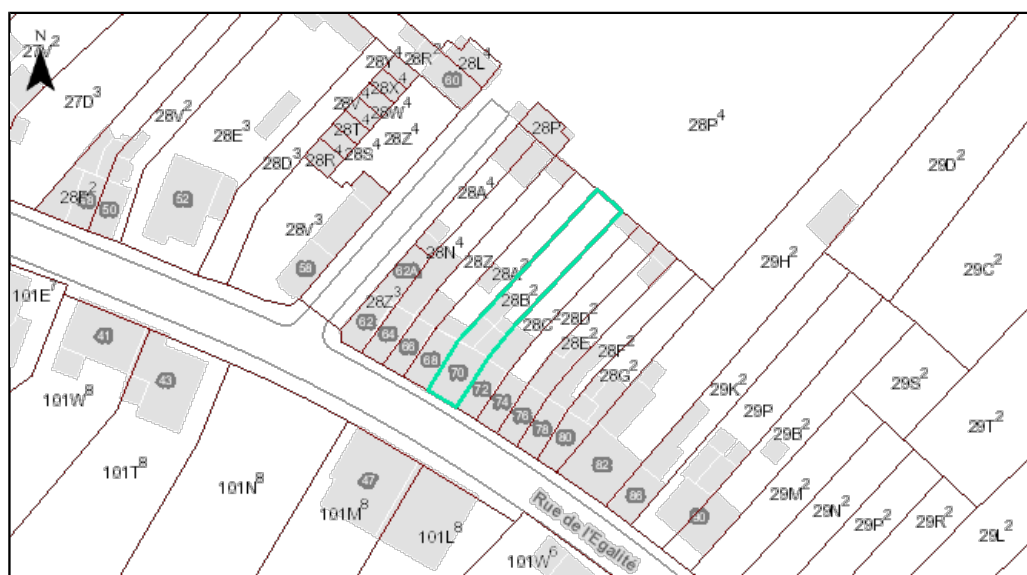 N
27V²
27D³
28V²
28E³
28D³
28Y⁴
28R²
28L⁴
60
28X⁴
28V⁴
28W⁴
28T⁴
28Z⁴
28R⁴
28S⁴
28P
28P⁴
29D²
28A⁴
52
50
28V³
58
28N⁴
62A
28Z
28A²
28B²
28Z³
28C²
28D²
28E²
28F²
28G²
29H²
29C²
101E⁷
41
43
62
64
66
68
70
72
74
76
78
80
82
86
90
29K²
29P
29B²
29S²
29T²
101W⁸
101T⁸
101N⁸
47
101M⁸
101L⁸
101W⁶
Rue de l'Egalité
29M²
29N²
29P²
29R²
29L²